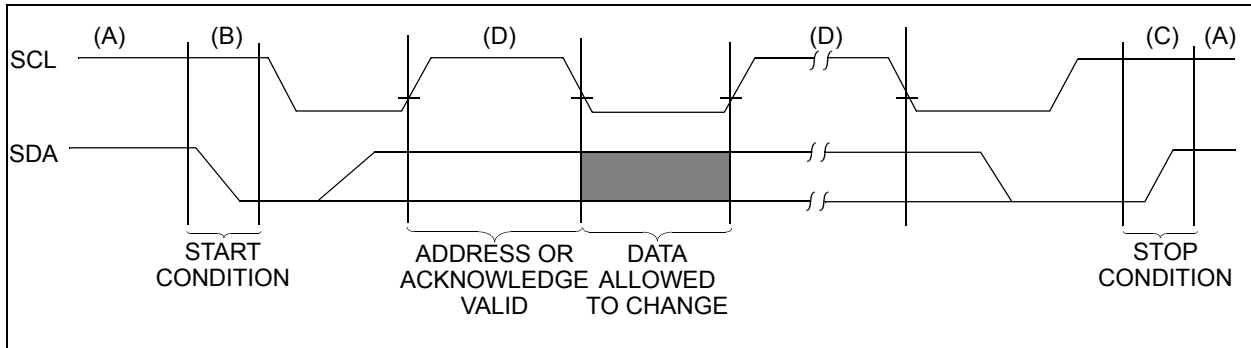 (A) (B) (D) (D) (C) (A)
SCL
SDA
START
CONDITION
ADDRESS OR
ACKNOWLEDGE
VALID
DATA
ALLOWED
TO CHANGE
STOP
CONDITION